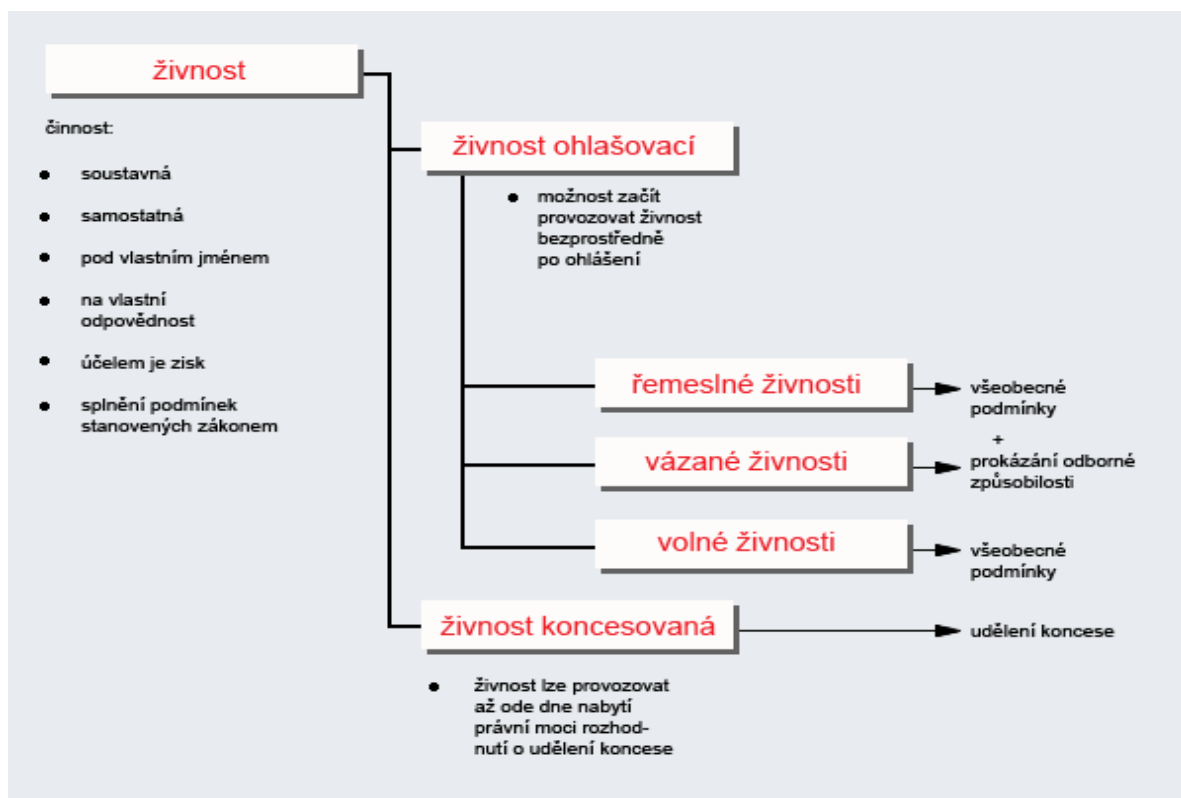 živnost
činnost:
● soustavná
● samostatná
● pod vlastním jménem
● na vlastní
odpovědnost
● účelem je zisk
● splnění podmínek
stanovených zákonem
živnost ohlašovací
● možnost začít
provozovat živnost
bezprostředně
po ohlášení
řemeslné živnosti
všeobecné
podmínky
+
prokázání odborné
způsobilosti
vázané živnosti
volné živnosti
všeobecné
podmínky
živnost koncesovaná
udělení koncese
● živnost lze provozovat
až ode dne nabytí
právní moci rozhod-
nutí o udělení koncese